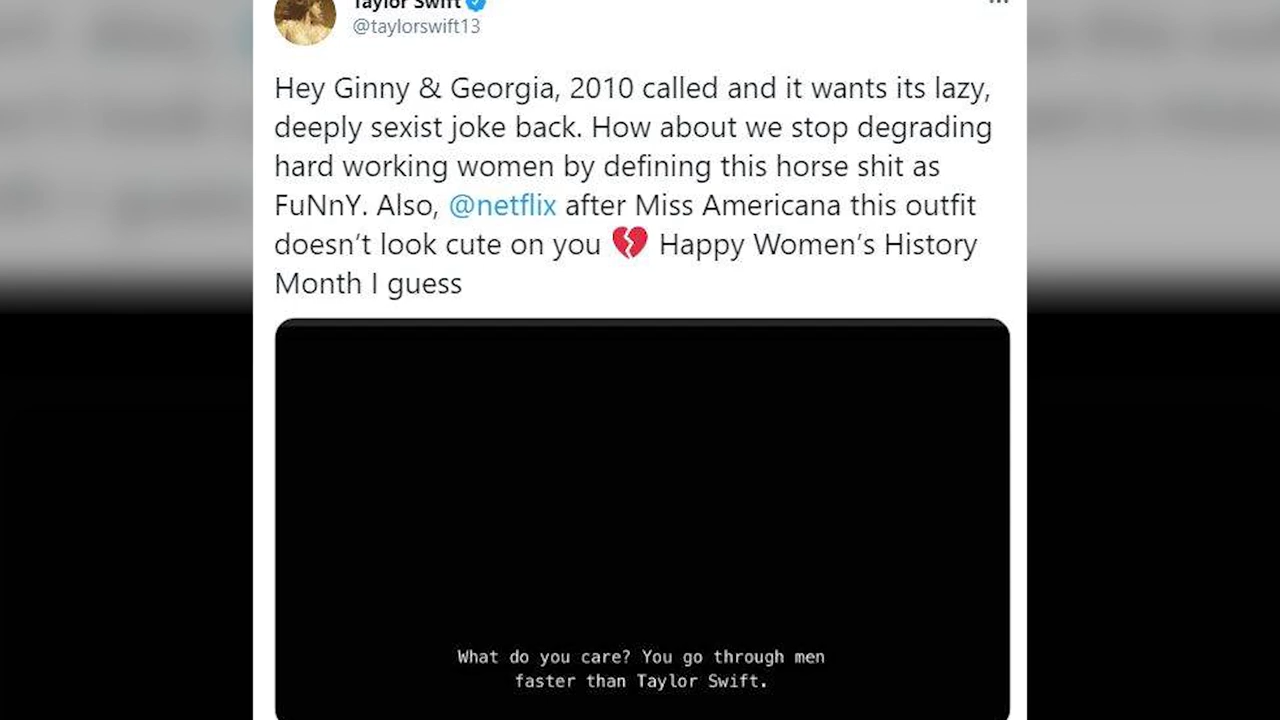 Taylor Swift
@taylorswift13
Hey Ginny & Georgia, 2010 called and it wants its lazy,
deeply sexist joke back. How about we stop degrading
hard working women by defining this horse shit as
FuNnY. Also, @netflix after Miss Americana this outfit
doesn’t look cute on you 💔 Happy Women’s History
Month I guess
What do you care? You go through men
faster than Taylor Swift.